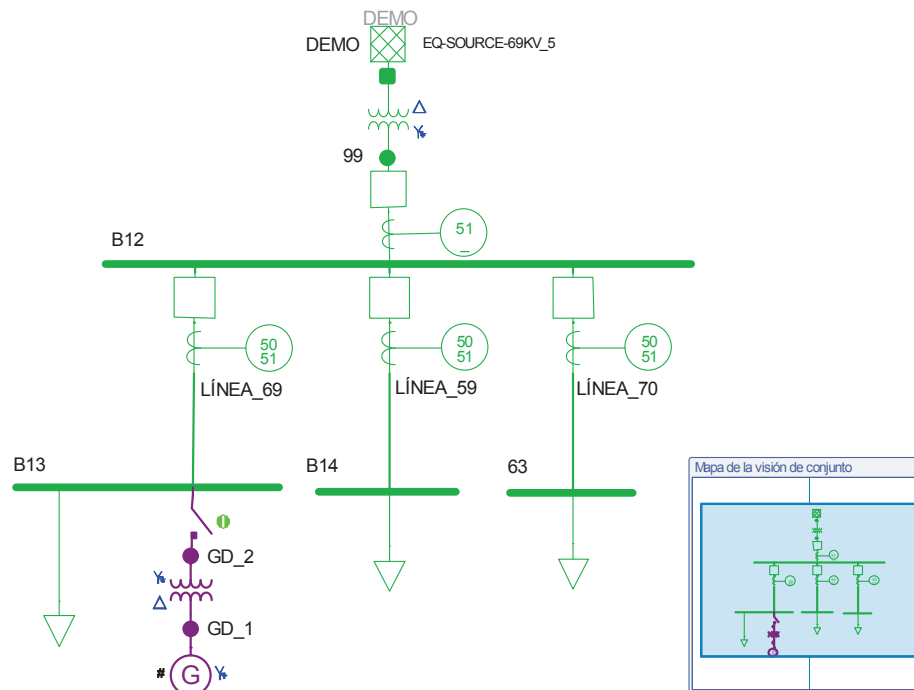 DEMO
DEMO
EQ-SOURCE-69KV_5
Y
99
51
B12
50
51
50
51
50
51
LÍNEA_69
LÍNEA_59
LÍNEA_70
B13
B14
63
Mapa de la visión de conjunto
GD_2
Y
GD_1
#
G
Y